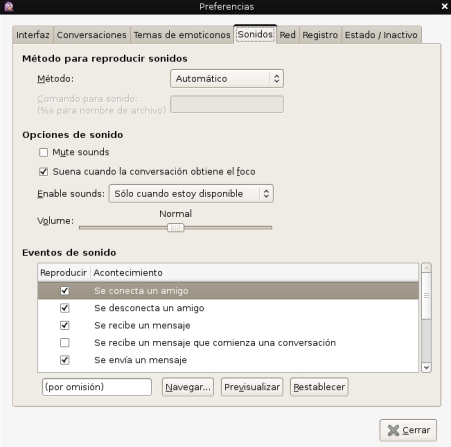 Preferencias
Interfaz Conversaciones Temas de emoticonos Sonidos Red Registro Estado / Inactivo
Método para reproducir sonidos
Método: Automático
Comando para sonido:
(%s para nombre de archivo)
Opciones de sonido
Mute sounds
Suena cuando la conversación obtiene el foco
Enable sounds: Sólo cuando estoy disponible
Normal
Volume:
Eventos de sonido
Reproducir Acontecimiento
Se conecta un amigo
Se desconecta un amigo
Se recibe un mensaje
Se recibe un mensaje que comienza una conversación
Se envía un mensaje
(por omisión) Navegar... Previsualizar Restablecer
Cerrar